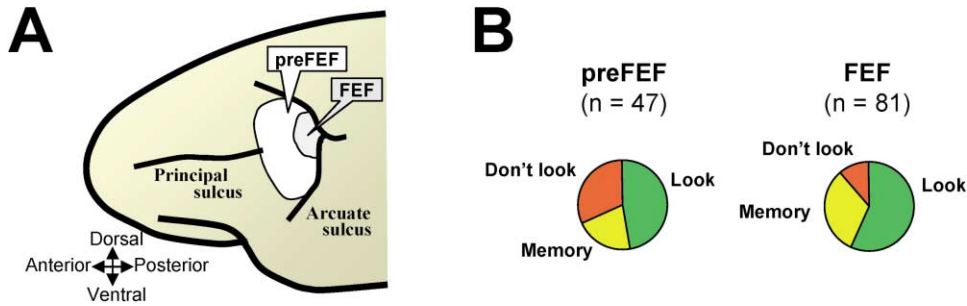 A
preFEF
FEF
Principal
sulcus
Arcuate
sulcus
Dorsal
Anterior
Posterior
Ventral
B
preFEF
(n = 47)
Don't look
Look
Memory
FEF
(n = 81)
Don't look
Look
Memory